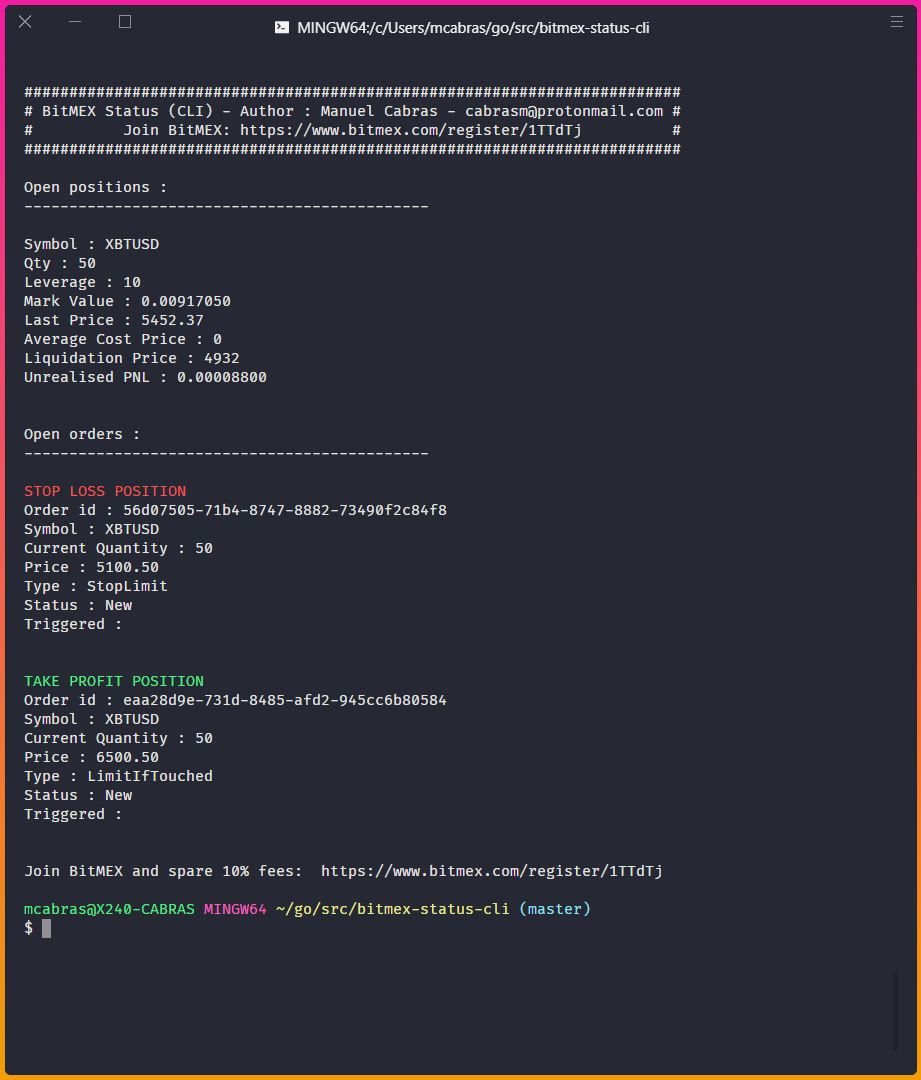 MINGW64:/c/Users/mcabras/go/src/bitmex-status-cli
#########################################################################
# BitMEX Status (CLI) - Author : Manuel Cabras - cabrasm@protonmail.com #
#          Join BitMEX: https://www.bitmex.com/register/1TTdTj          #
#########################################################################
Open positions :
---------------------------------------------
Symbol : XBTUSD
Qty : 50
Leverage : 10
Mark Value : 0.00917050
Last Price : 5452.37
Average Cost Price : 0
Liquidation Price : 4932
Unrealised PNL : 0.00008800
Open orders :
---------------------------------------------
STOP LOSS POSITION
Order id : 56d07505-71b4-8747-8882-73490f2c84f8
Symbol : XBTUSD
Current Quantity : 50
Price : 5100.50
Type : StopLimit
Status : New
Triggered :
TAKE PROFIT POSITION
Order id : eaa28d9e-731d-8485-afd2-945cc6b80584
Symbol : XBTUSD
Current Quantity : 50
Price : 6500.50
Type : LimitIfTouched
Status : New
Triggered :
Join BitMEX and spare 10% fees:  https://www.bitmex.com/register/1TTdTj
mcabras@X240-CABRAS MINGW64 ~/go/src/bitmex-status-cli (master)
$